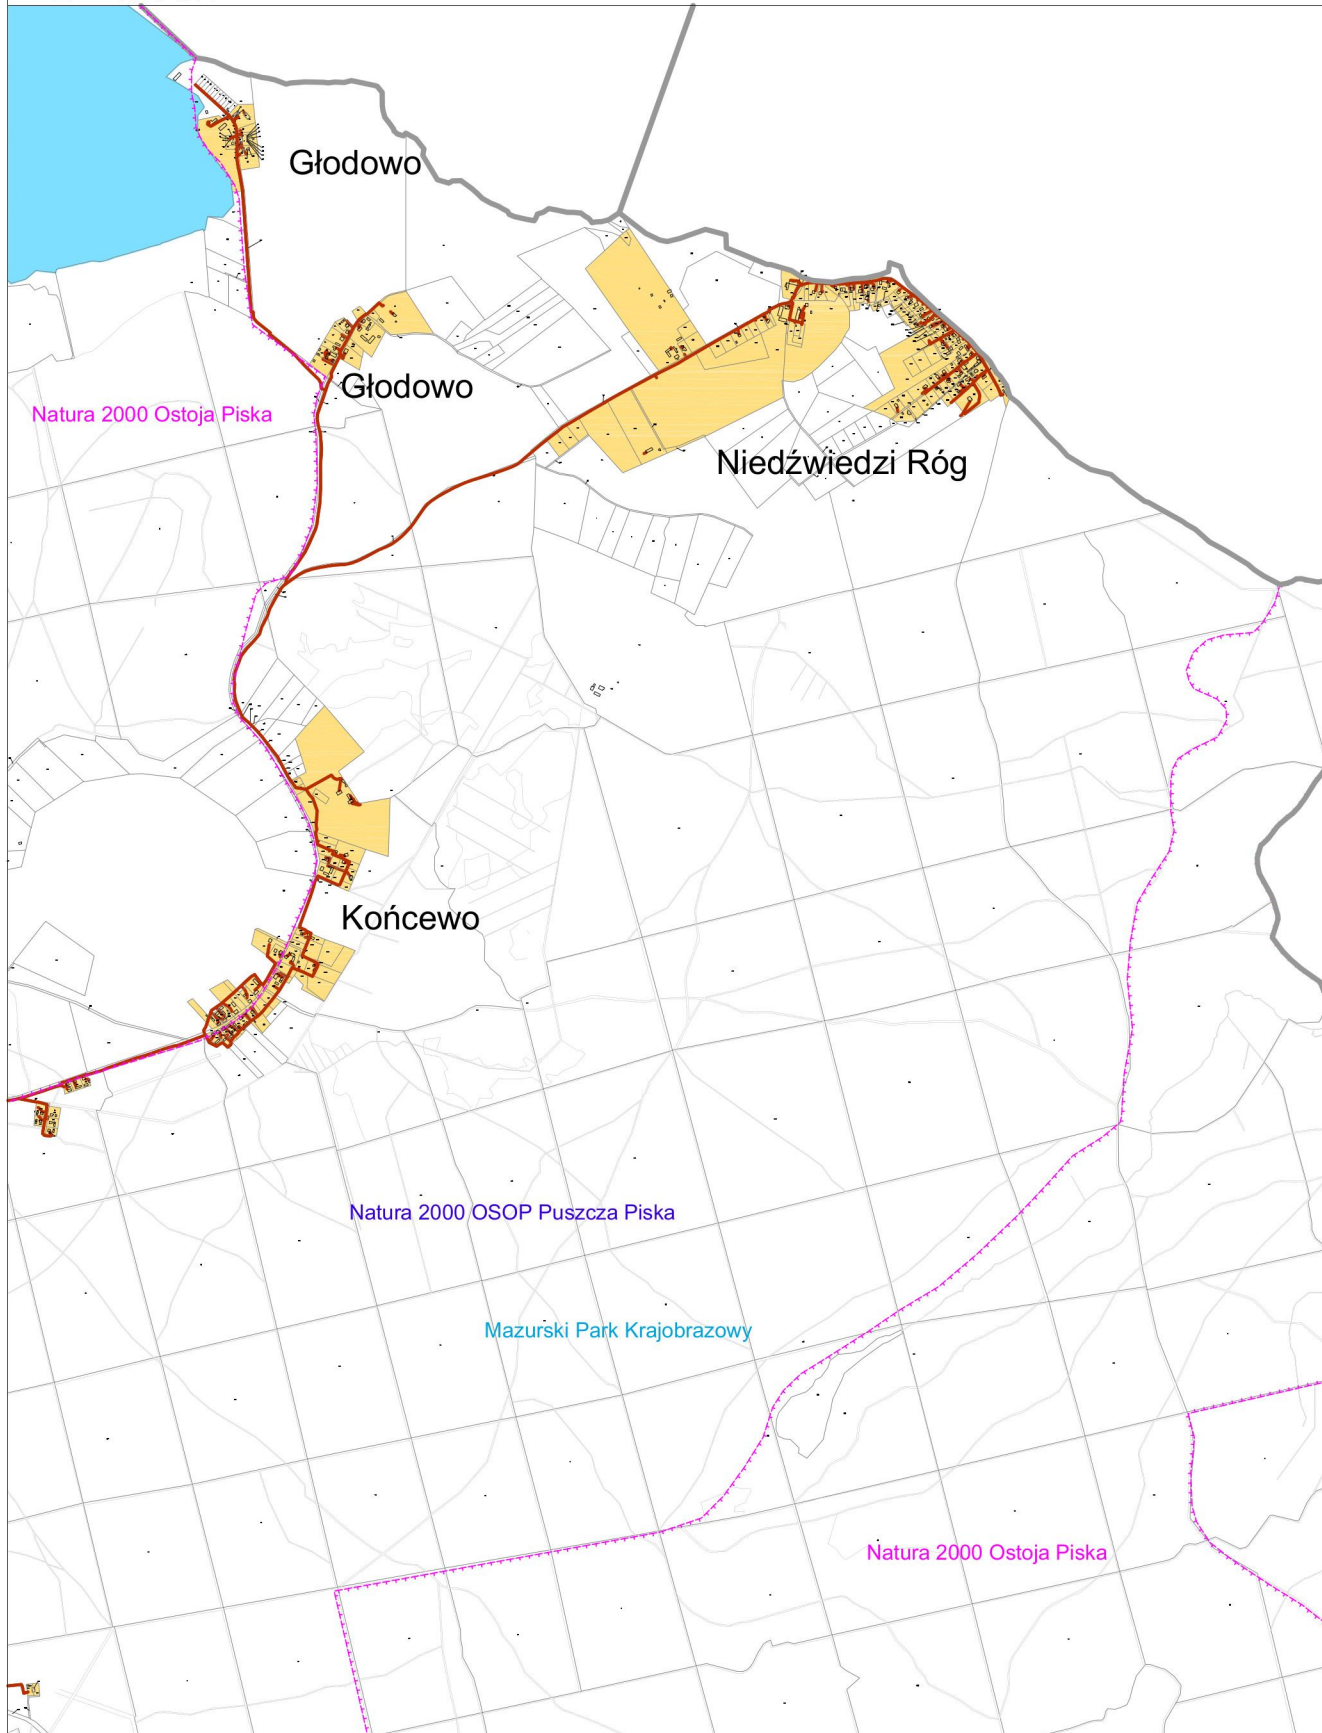 Głodowo
Głodowo
Natura 2000 Ostoja Piska
Niedźwiedzi Róg
Końcewo
Natura 2000 OSOP Puszcza Piska
Mazurski Park Krajobrazowy
Natura 2000 Ostoja Piska